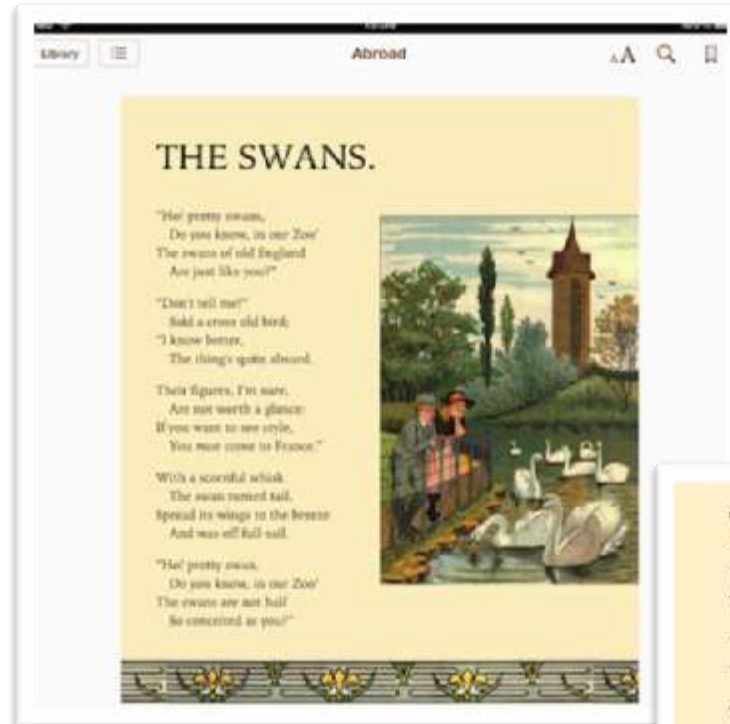 Library
Abroad
AA
THE SWANS.
"Ho! pretty swans,
Do you know, in our Zoo'
The swans of old England
Are just like you?"
"Don't tell me!"
Said a cross old bird;
"I know better,
The thing's quite absurd.
Their figures, I'm sure,
Are not worth a glance:
If you want to see style,
You must come to France."
With a scornful whisk
The swan turned tail,
Spread its wings to the breeze
And was off full-sail.
"Ho! pretty swan,
Do you know, in our Zoo'
The swans are not half
So conceited as you?"